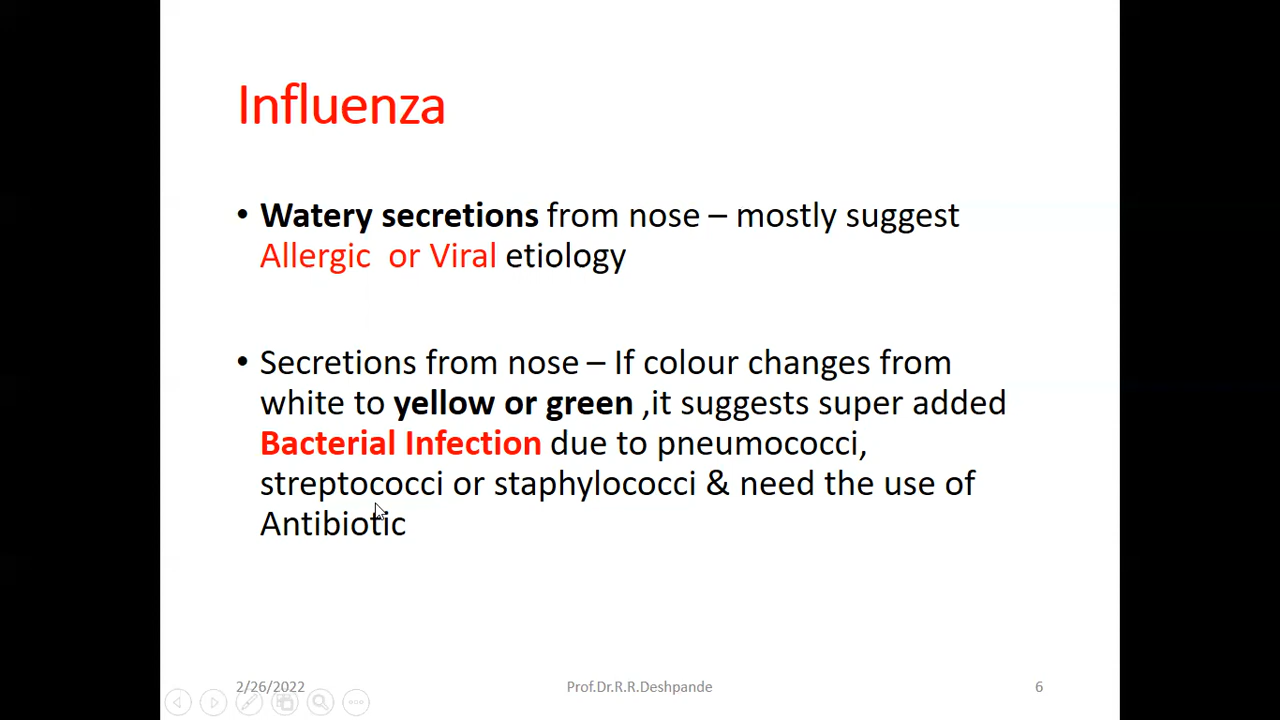 Influenza
• Watery secretions from nose – mostly suggest
Allergic  or Viral etiology
• Secretions from nose – If colour changes from
white to yellow or green ,it suggests super added
Bacterial Infection due to pneumococci,
streptococci or staphylococci & need the use of
Antibiotic
2/26/2022
Prof.Dr.R.R.Deshpande
6